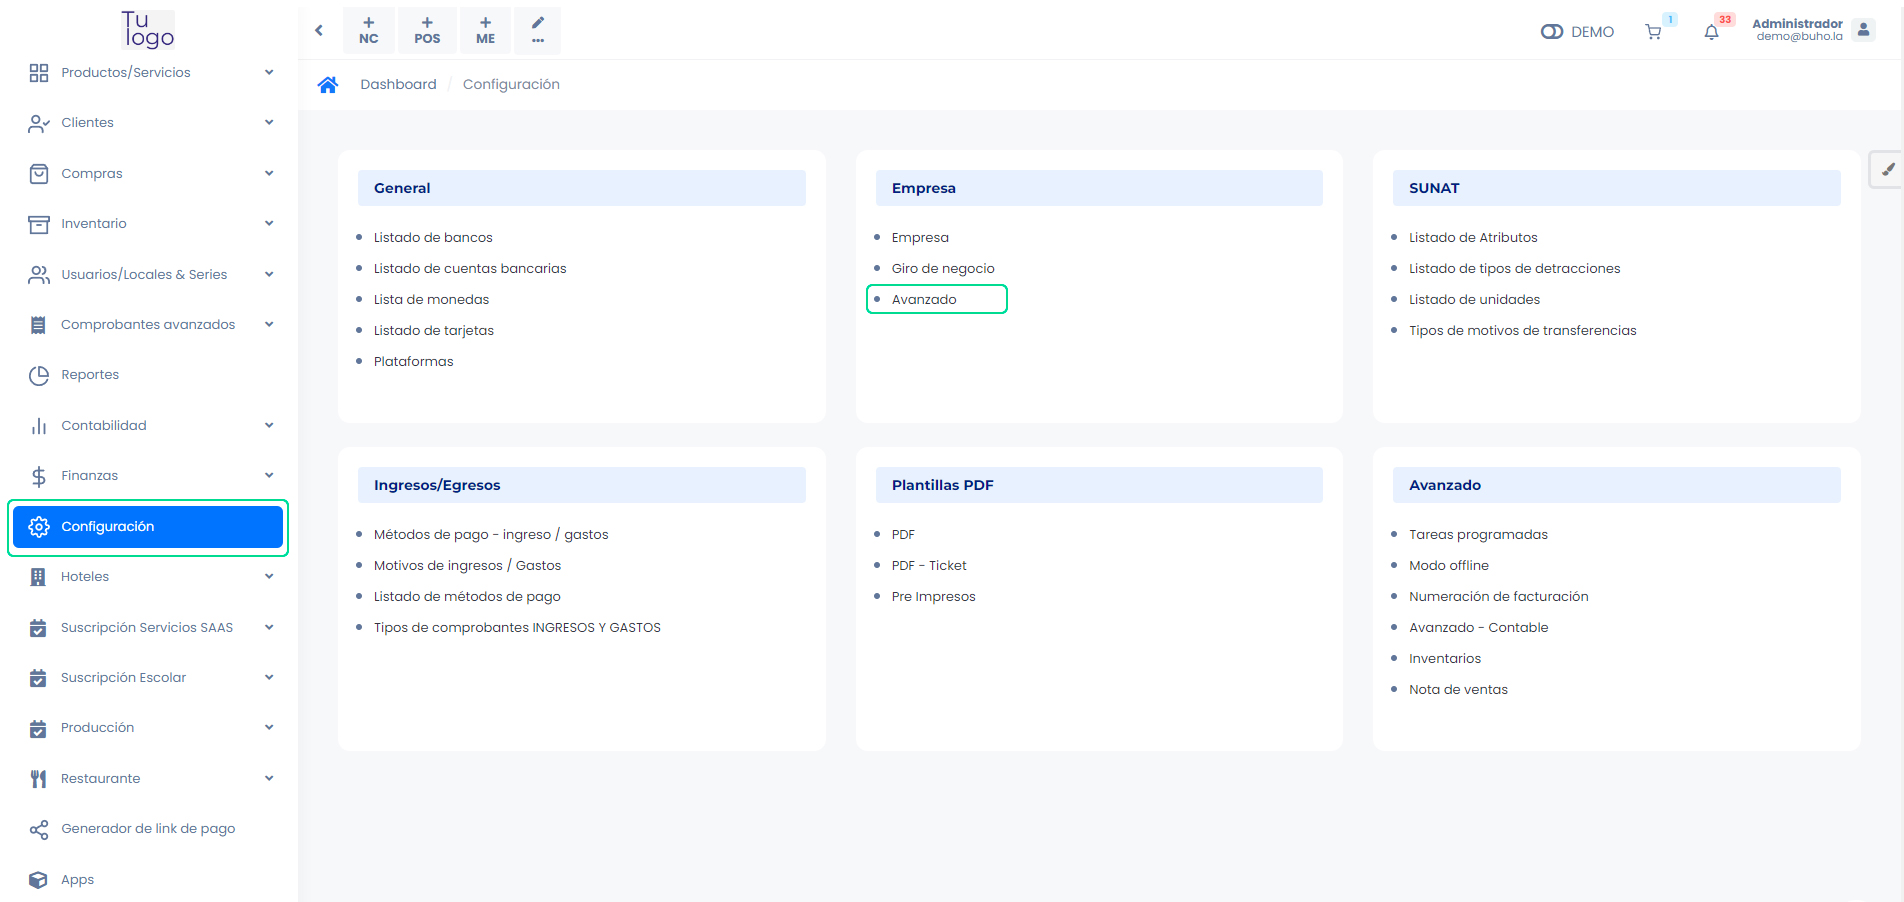 Tu
logo
Productos/Servicios
Clientes
Compras
Inventario
Usuarios/Locales & Series
Comprobantes avanzados
Reportes
Contabilidad
Finanzas
Configuración
Hoteles
Suscripción Servicios SAAS
Suscripción Escolar
Producción
Restaurante
Generador de link de pago
Apps
+ NC
+ POS
+ ME
...
DEMO
1
33
Administrador
demo@buho.la
Dashboard / Configuración
General
Listado de bancos
Listado de cuentas bancarias
Lista de monedas
Listado de tarjetas
Plataformas
Empresa
Empresa
Giro de negocio
Avanzado
SUNAT
Listado de Atributos
Listado de tipos de detracciones
Listado de unidades
Tipos de motivos de transferencias
Ingresos/Egresos
Métodos de pago - ingreso / gastos
Motivos de ingresos / Gastos
Listado de métodos de pago
Tipos de comprobantes INGRESOS Y GASTOS
Plantillas PDF
PDF
PDF - Ticket
Pre Impresos
Avanzado
Tareas programadas
Modo offline
Numeración de facturación
Avanzado - Contable
Inventarios
Nota de ventas